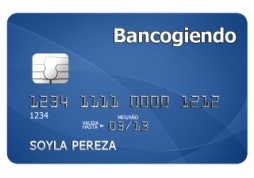 Bancogiendo
1234 1111 0000 1212
1234
MES/AÑO
VALIDA HASTA ▸ 03/13
SOYLA PEREZA